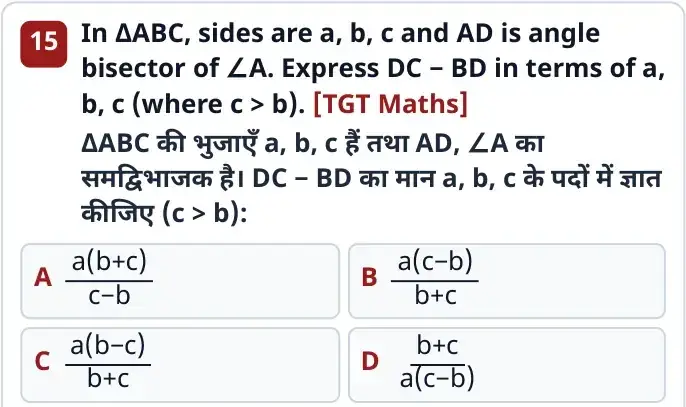 15 In ΔABC, sides are a, b, c and AD is angle
bisector of ∠A. Express DC − BD in terms of a,
b, c (where c > b). [TGT Maths]
ΔABC की भुजाएँ a, b, c हैं तथा AD, ∠A का
समद्विभाजक है। DC − BD का मान a, b, c के पदों में ज्ञात
कीजिए (c > b):
A a(b+c)
c−b
B a(c−b)
b+c
C a(b−c)
b+c
D b+c
a(c−b)